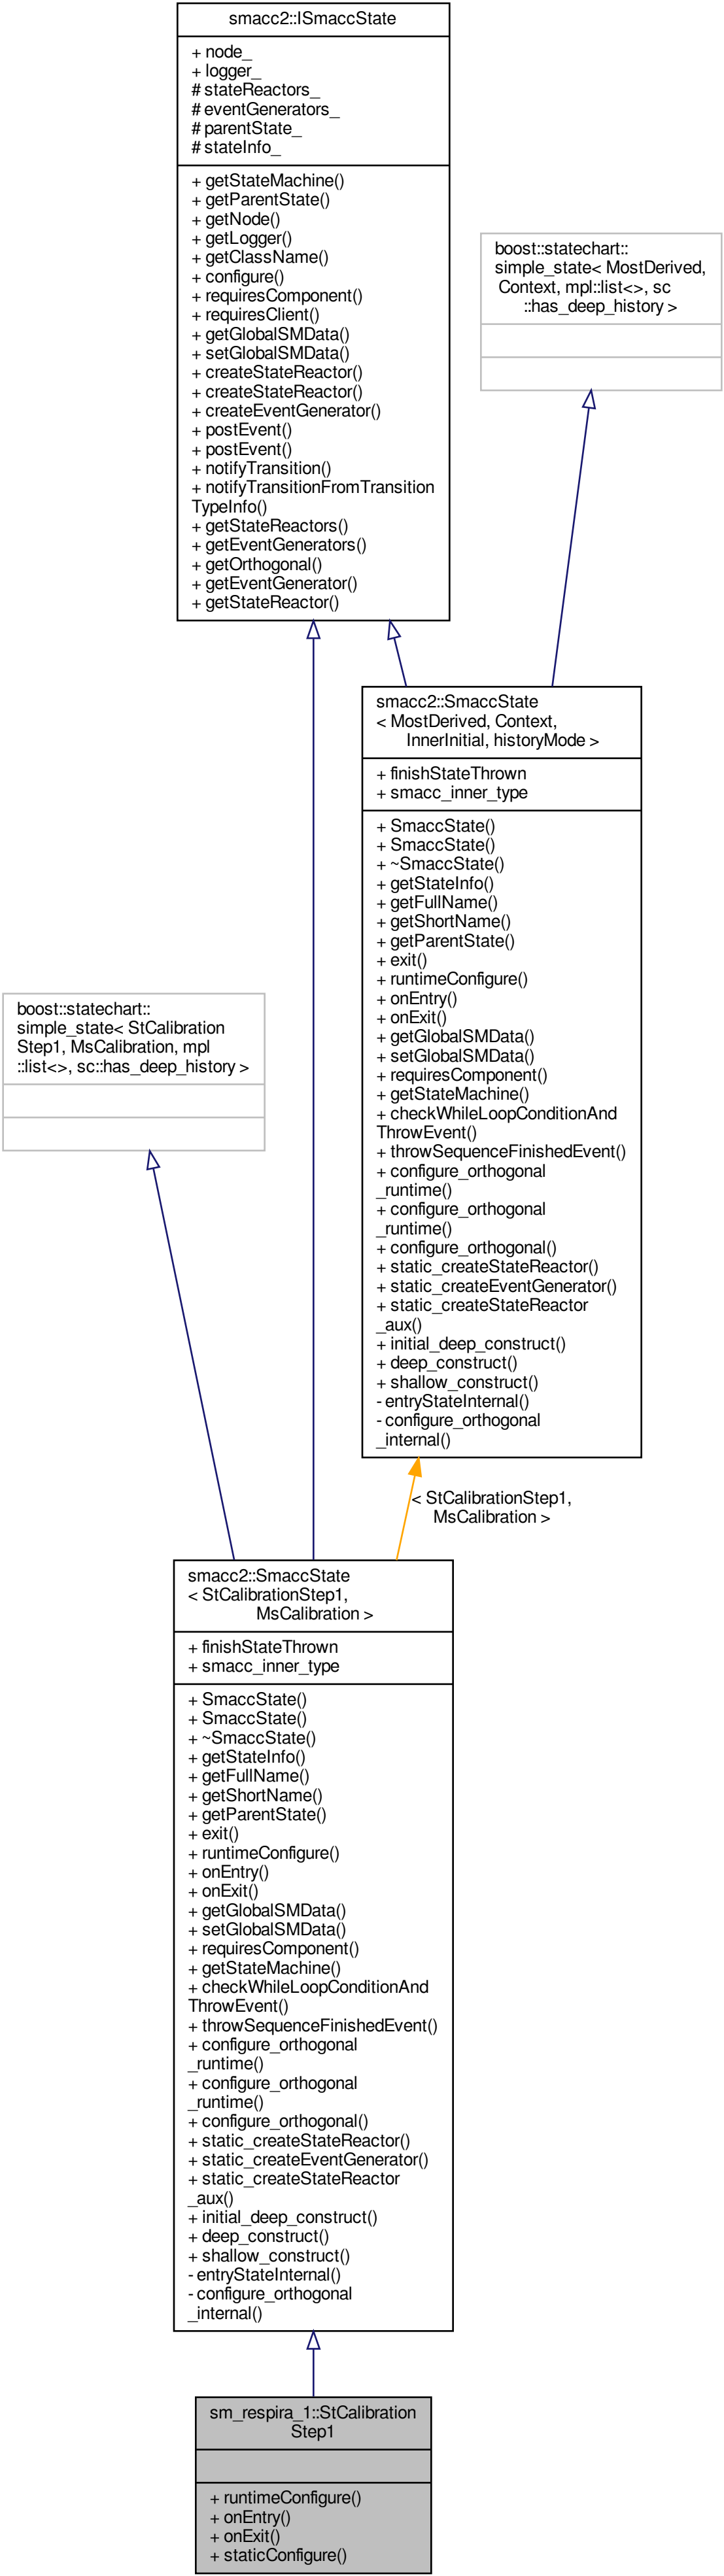 smacc2::ISmaccState
+ node_
+ logger_
# stateReactors_
# eventGenerators_
# parentState_
# stateInfo_
+ getStateMachine()
+ getParentState()
+ getNode()
+ getLogger()
+ getClassName()
+ configure()
+ requiresComponent()
+ requiresClient()
+ getGlobalSMData()
+ setGlobalSMData()
+ createStateReactor()
+ createStateReactor()
+ createEventGenerator()
+ postEvent()
+ postEvent()
+ notifyTransition()
+ notifyTransitionFromTransition
TypeInfo()
+ getStateReactors()
+ getEventGenerators()
+ getOrthogonal()
+ getEventGenerator()
+ getStateReactor()
boost::statechart::
simple_state< MostDerived,
Context, mpl::list<>, sc
::has_deep_history >
smacc2::SmaccState
< MostDerived, Context,
InnerInitial, historyMode >
+ finishStateThrown
+ smacc_inner_type
+ SmaccState()
+ SmaccState()
+ ~SmaccState()
+ getStateInfo()
+ getFullName()
+ getShortName()
+ getParentState()
+ exit()
+ runtimeConfigure()
+ onEntry()
+ onExit()
+ getGlobalSMData()
+ setGlobalSMData()
+ requiresComponent()
+ getStateMachine()
+ checkWhileLoopConditionAnd
ThrowEvent()
+ throwSequenceFinishedEvent()
+ configure_orthogonal
_runtime()
+ configure_orthogonal
_runtime()
+ configure_orthogonal()
+ static_createStateReactor()
+ static_createEventGenerator()
+ static_createStateReactor
_aux()
+ initial_deep_construct()
+ deep_construct()
+ shallow_construct()
- entryStateInternal()
- configure_orthogonal
_internal()
boost::statechart::
simple_state< StCalibration
Step1, MsCalibration, mpl
::list<>, sc::has_deep_history >
< StCalibrationStep1,
MsCalibration >
smacc2::SmaccState
< StCalibrationStep1,
MsCalibration >
+ finishStateThrown
+ smacc_inner_type
+ SmaccState()
+ SmaccState()
+ ~SmaccState()
+ getStateInfo()
+ getFullName()
+ getShortName()
+ getParentState()
+ exit()
+ runtimeConfigure()
+ onEntry()
+ onExit()
+ getGlobalSMData()
+ setGlobalSMData()
+ requiresComponent()
+ getStateMachine()
+ checkWhileLoopConditionAnd
ThrowEvent()
+ throwSequenceFinishedEvent()
+ configure_orthogonal
_runtime()
+ configure_orthogonal
_runtime()
+ configure_orthogonal()
+ static_createStateReactor()
+ static_createEventGenerator()
+ static_createStateReactor
_aux()
+ initial_deep_construct()
+ deep_construct()
+ shallow_construct()
- entryStateInternal()
- configure_orthogonal
_internal()
sm_respira_1::StCalibration
Step1
+ runtimeConfigure()
+ onEntry()
+ onExit()
+ staticConfigure()